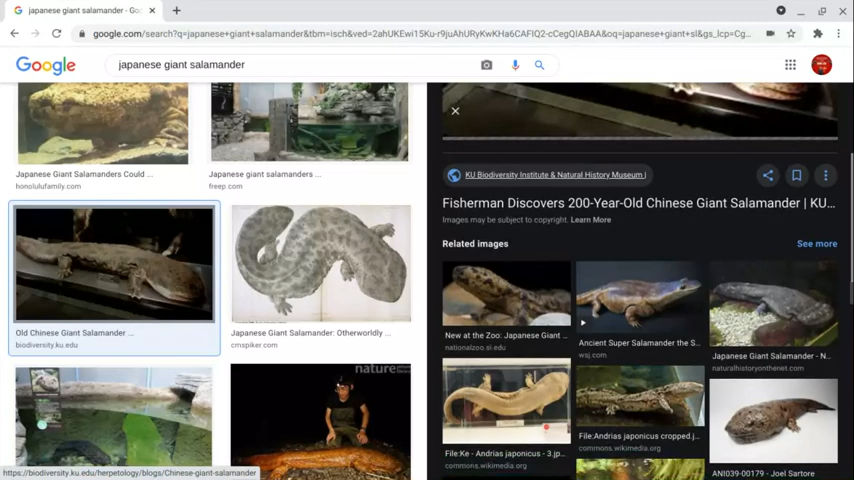 japanese giant salamander - Go
google.com/search?q=japanese+giant+salamander&tbm=isch&ved=2ahUKEwi15Ku-r9juAhURyKwKHa6CAFIQ2-cCegQIABAA&oq=japanese+giant+sl&gs_lcp=Cg...
Google
japanese giant salamander
Japanese Giant Salamanders Could ...
honolulufamily.com
Japanese giant salamanders ...
freep.com
Old Chinese Giant Salamander ...
biodiversity.ku.edu
Japanese Giant Salamander: Otherworldly ...
cmspiker.com
nature
https://biodiversity.ku.edu/herpetology/blogs/Chinese-giant-salamander
KU Biodiversity Institute & Natural History Museum |
Fisherman Discovers 200-Year-Old Chinese Giant Salamander | KU...
Images may be subject to copyright. Learn More
Related images
See more
New at the Zoo: Japanese Giant ...
nationalzoo.si.edu
Ancient Super Salamander the S...
wsj.com
Japanese Giant Salamander - N...
naturalhistoryonthenet.com
File:Ke - Andrias japonicus - 3.jp...
commons.wikimedia.org
File:Andrias japonicus cropped.j...
commons.wikimedia.org
ANI039-00179 - Joel Sartore